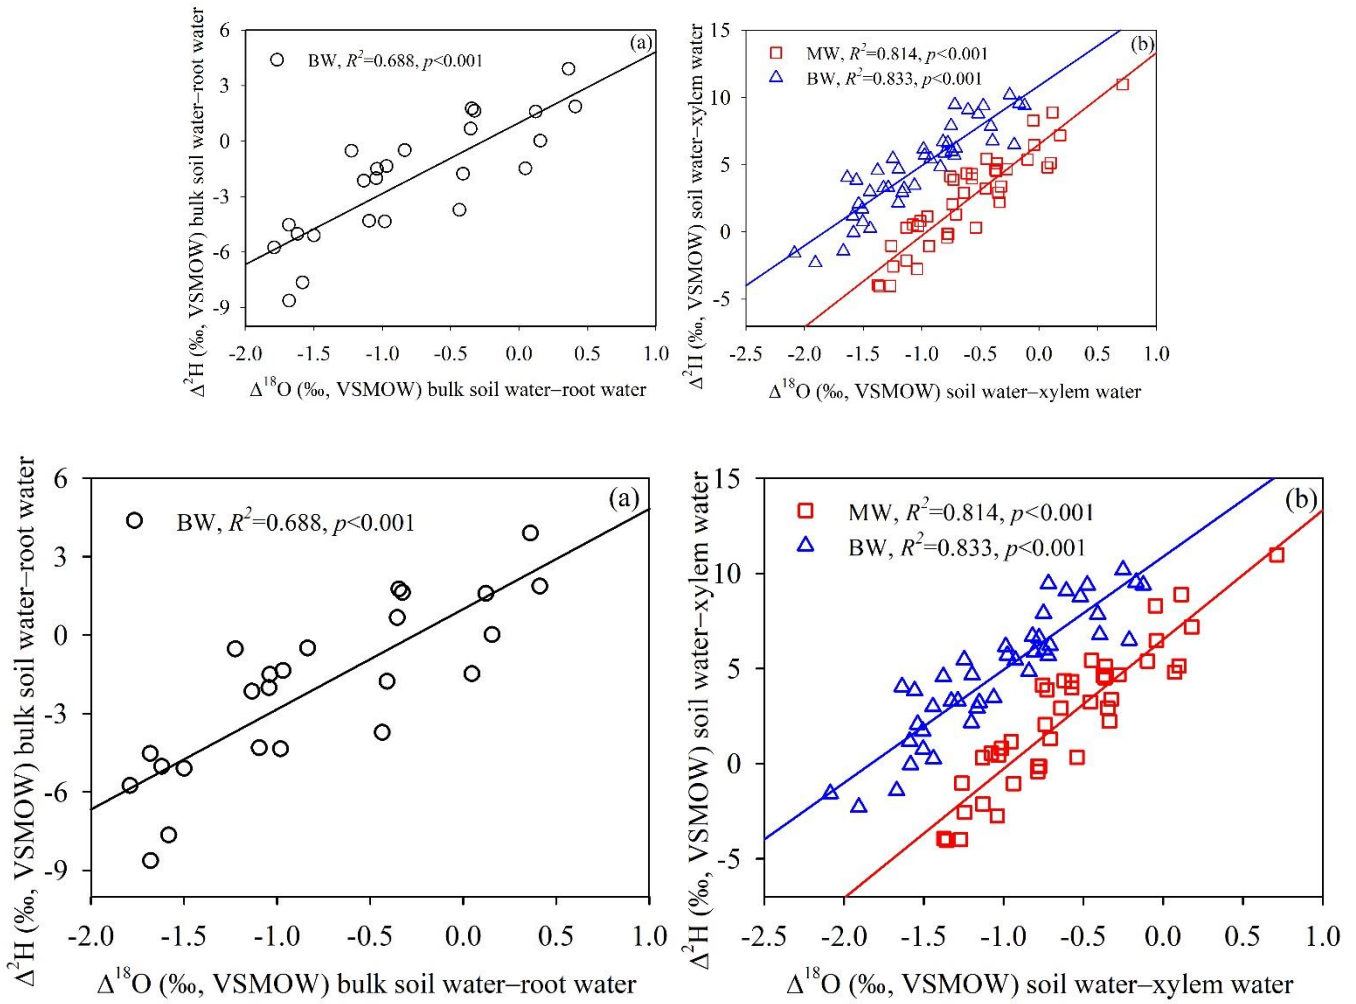 6
3
0
-3
-6
-9
-2.0 -1.5 -1.0 -0.5 0.0 0.5 1.0
Δ²H (‰, VSMOW) bulk soil water–root water
Δ¹⁸O (‰, VSMOW) bulk soil water–root water
BW, R²=0.688, p<0.001
(a)
15
10
5
0
-5
-2.5 -2.0 -1.5 -1.0 -0.5 0.0 0.5 1.0
Δ²H (‰, VSMOW) soil water–xylem water
Δ¹⁸O (‰, VSMOW) soil water–xylem water
MW, R²=0.814, p<0.001
BW, R²=0.833, p<0.001
(b)
6
3
0
-3
-6
-9
-2.0 -1.5 -1.0 -0.5 0.0 0.5 1.0
Δ²H (‰, VSMOW) bulk soil water–root water
Δ¹⁸O (‰, VSMOW) bulk soil water–root water
BW, R²=0.688, p<0.001
(a)
15
10
5
0
-5
-2.5 -2.0 -1.5 -1.0 -0.5 0.0 0.5 1.0
Δ²H (‰, VSMOW) soil water–xylem water
Δ¹⁸O (‰, VSMOW) soil water–xylem water
MW, R²=0.814, p<0.001
BW, R²=0.833, p<0.001
(b)